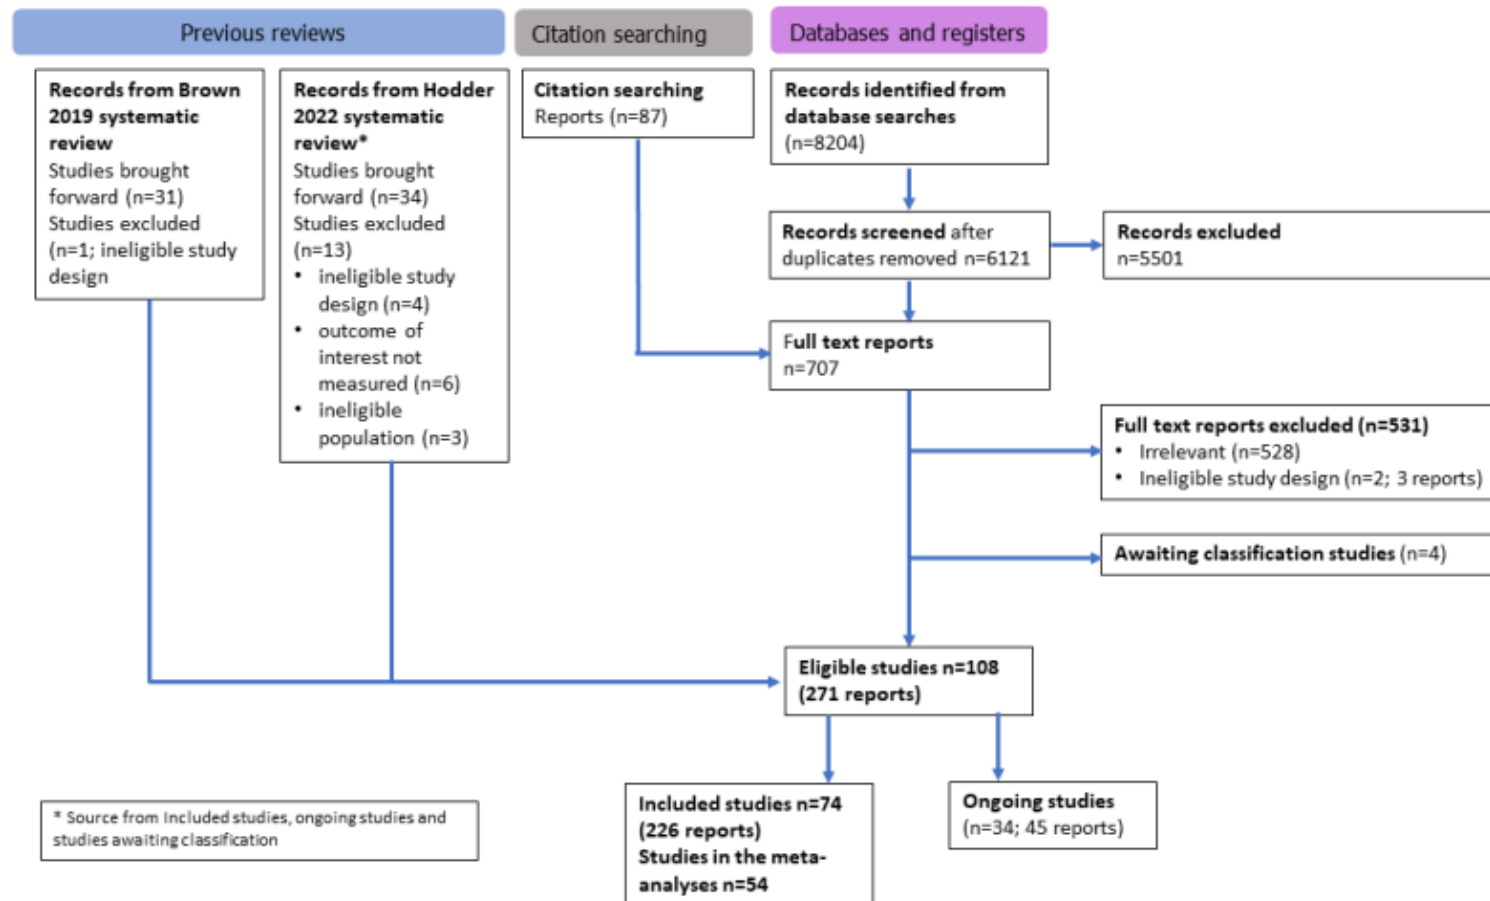 Previous reviews
Citation searching
Databases and registers
Records from Brown
2019 systematic
review
Studies brought
forward (n=31)
Studies excluded
(n=1; ineligible study
design
Records from Hodder
2022 systematic
review*
Studies brought
forward (n=34)
Studies excluded
(n=13)
• ineligible study
design (n=4)
• outcome of
interest not
measured (n=6)
• ineligible
population (n=3)
Citation searching
Reports (n=87)
Records identified from
database searches
(n=8204)
Records screened after
duplicates removed n=6121
Records excluded
n=5501
Full text reports
n=707
Full text reports excluded (n=531)
• Irrelevant (n=528)
• Ineligible study design (n=2; 3 reports)
Awaiting classification studies (n=4)
Eligible studies n=108
(271 reports)
Included studies n=74
(226 reports)
Studies in the meta-
analyses n=54
Ongoing studies
(n=34; 45 reports)
* Source from Included studies, ongoing studies and
studies awaiting classification